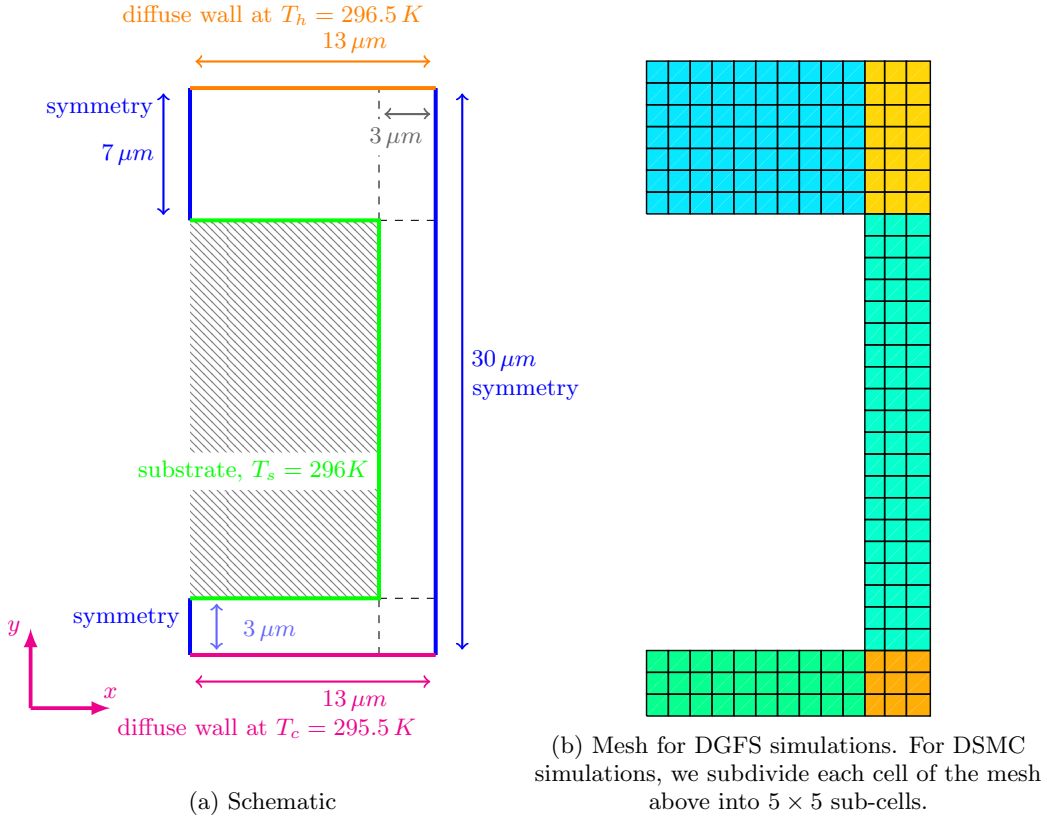 diffuse wall at T_h = 296.5 K
13 μm
symmetry
3 μm
7 μm
30 μm
symmetry
substrate, T_s = 296K
symmetry
3 μm
y
x
13 μm
diffuse wall at T_c = 295.5 K
(a) Schematic
(b) Mesh for DGFS simulations. For DSMC
simulations, we subdivide each cell of the mesh
above into 5 × 5 sub-cells.